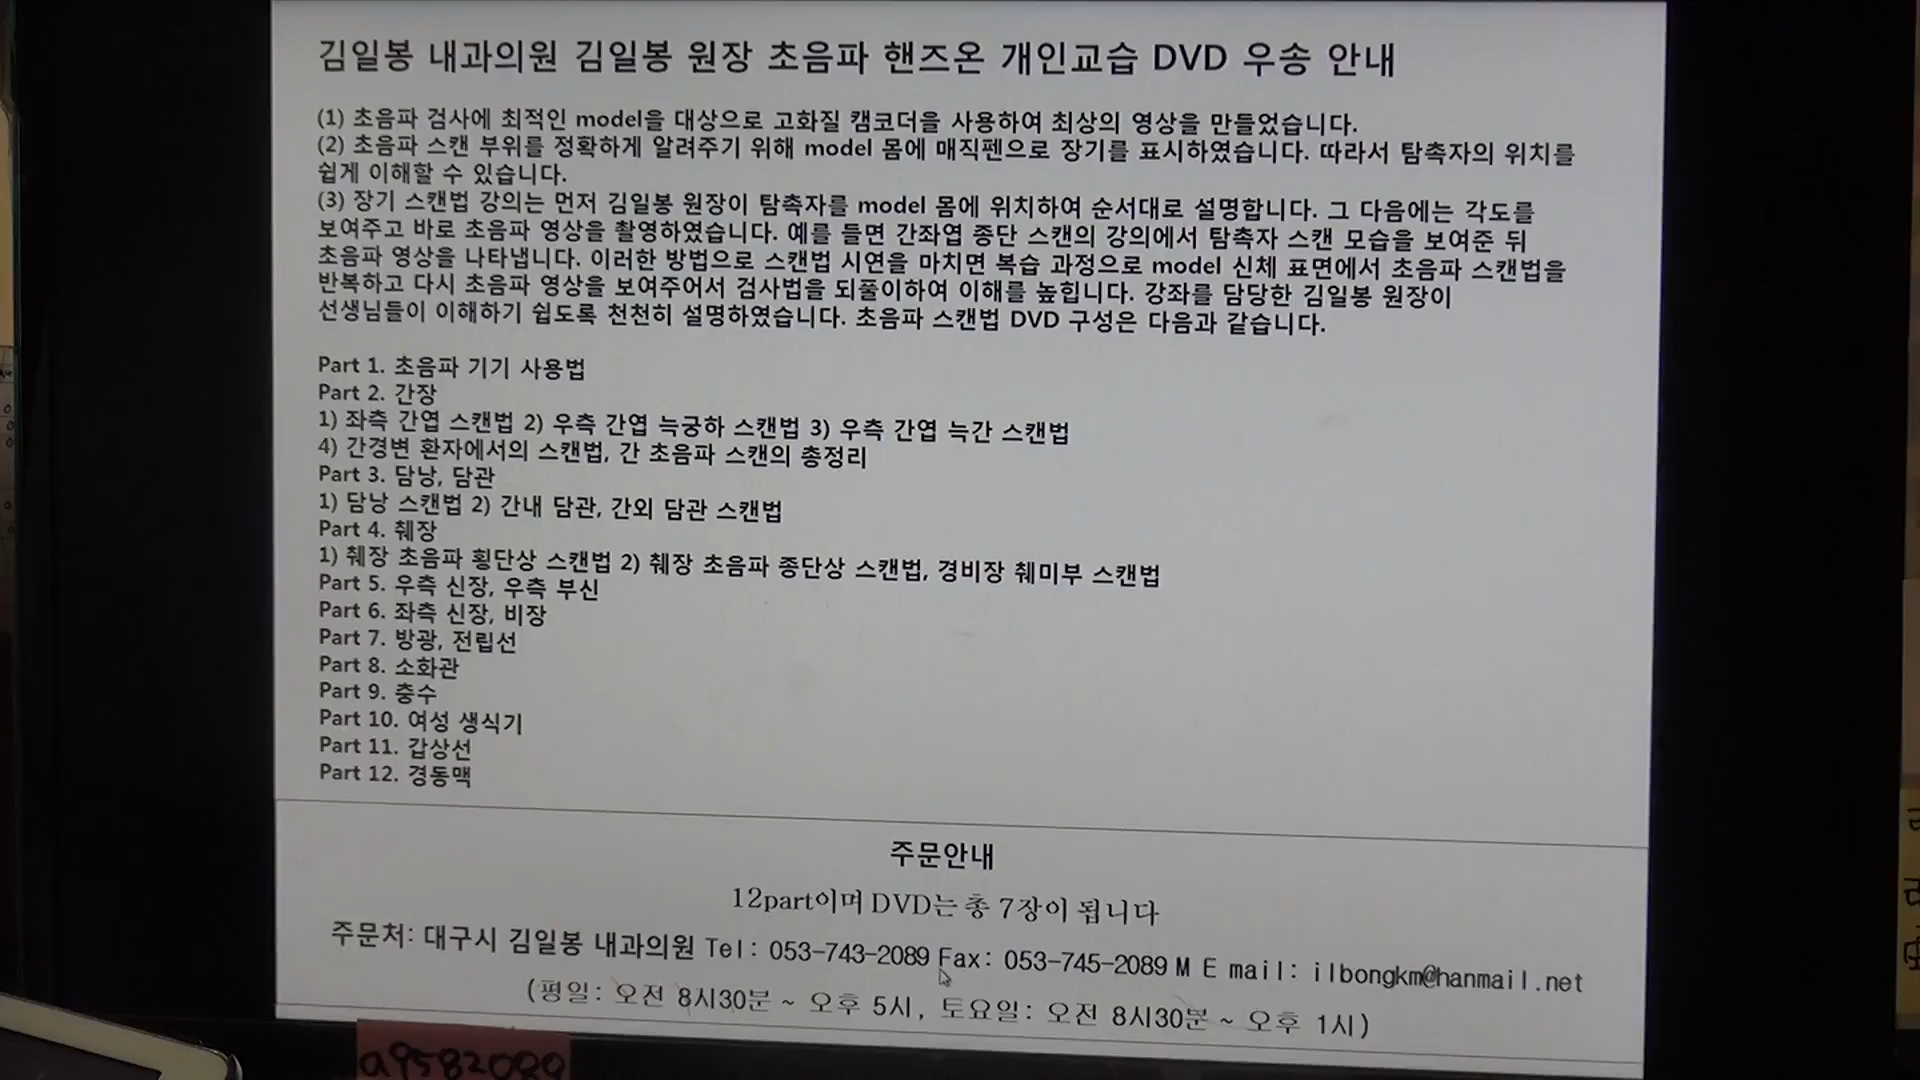 김일봉 내과의원 김일봉 원장 초음파 핸즈온 개인교습 DVD 우송 안내
(1) 초음파 검사에 최적인 model을 대상으로 고화질 캠코더을 사용하여 최상의 영상을 만들었습니다.
(2) 초음파 스캔 부위를 정확하게 알려주기 위해 model 몸에 매직펜으로 장기를 표시하였습니다. 따라서 탐촉자의 위치를
쉽게 이해할 수 있습니다.
(3) 장기 스캔법 강의는 먼저 김일봉 원장이 탐촉자를 model 몸에 위치하여 순서대로 설명합니다. 그 다음에는 각도를
보여주고 바로 초음파 영상을 촬영하였습니다. 예를 들면 간좌엽 종단 스캔의 강의에서 탐촉자 스캔 모습을 보여준 뒤
초음파 영상을 나타냅니다. 이러한 방법으로 스캔법 시연을 마치면 복습 과정으로 model 신체 표면에서 초음파 스캔법을
반복하고 다시 초음파 영상을 보여주어서 검사법을 되풀이하여 이해를 높힙니다. 강좌를 담당한 김일봉 원장이
선생님들이 이해하기 쉽도록 천천히 설명하였습니다. 초음파 스캔법 DVD 구성은 다음과 같습니다.
Part 1. 초음파 기기 사용법
Part 2. 간장
1) 좌측 간엽 스캔법 2) 우측 간엽 늑궁하 스캔법 3) 우측 간엽 늑간 스캔법
4) 간경변 환자에서의 스캔법, 간 초음파 스캔의 총정리
Part 3. 담낭, 담관
1) 담낭 스캔법 2) 간내 담관, 간외 담관 스캔법
Part 4. 췌장
1) 췌장 초음파 횡단상 스캔법 2) 췌장 초음파 종단상 스캔법, 경비장 췌미부 스캔법
Part 5. 우측 신장, 우측 부신
Part 6. 좌측 신장, 비장
Part 7. 방광, 전립선
Part 8. 소화관
Part 9. 충수
Part 10. 여성 생식기
Part 11. 갑상선
Part 12. 경동맥
주문안내
12part이며 DVD는 총 7장이 됩니다
주문처: 대구시 김일봉 내과의원 Tel: 053-743-2089 Fax: 053-745-2089 M E mail: ilbongkm@hanmail.net
(평일: 오전 8시30분 ~ 오후 5시, 토요일: 오전 8시30분 ~ 오후 1시)
a9582089